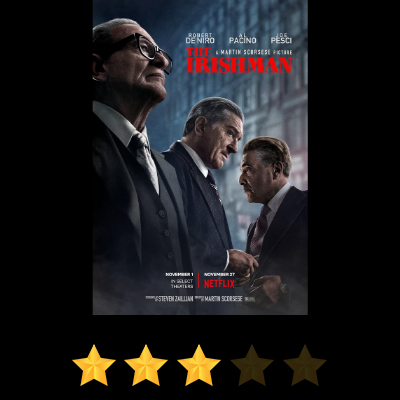 ROBERT DE NIRO AL PACINO JOE PESCI
A MARTIN SCORSESE PICTURE
THE
IRISHMAN
NOVEMBER 1
IN SELECT
THEATERS
NOVEMBER 27
NETFLIX
STEVEN ZAILLIAN
MARTIN SCORSESE